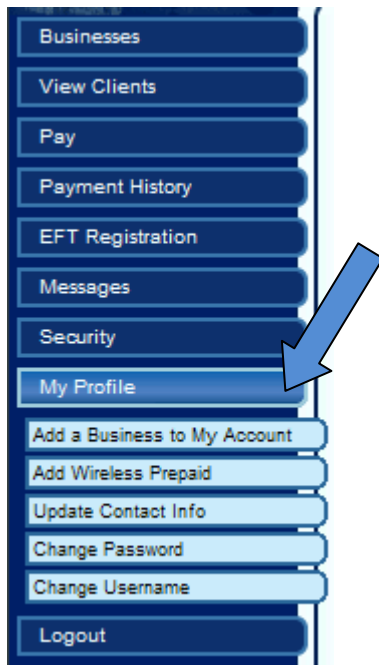 Businesses
View Clients
Pay
Payment History
EFT Registration
Messages
Security
My Profile
Add a Business to My Account
Add Wireless Prepaid
Update Contact Info
Change Password
Change Username
Logout